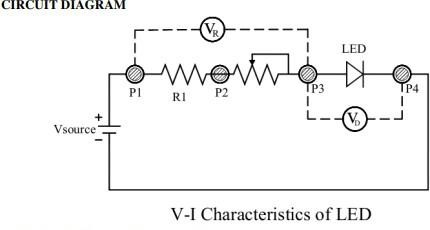 CIRCUIT DIAGRAM
VR
LED
P1
R1
P2
P3
P4
+
Vsource
−
VD
V-I Characteristics of LED